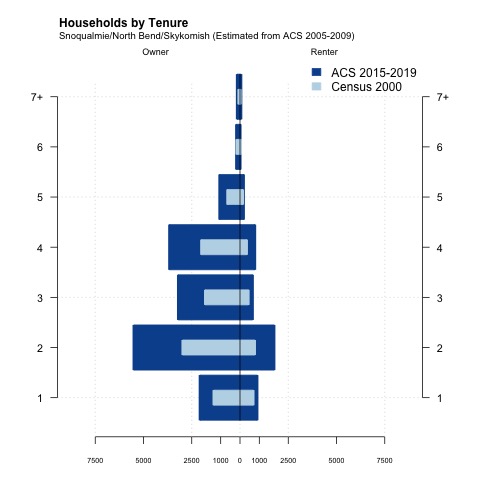 Households by Tenure
Snoqualmie/North Bend/Skykomish (Estimated from ACS 2005-2009)
Owner Renter
ACS 2015-2019
Census 2000
7+ 7+
6 6
5 5
4 4
3 3
2 2
1 1
7500 5000 2500 1000 0 1000 2500 5000 7500